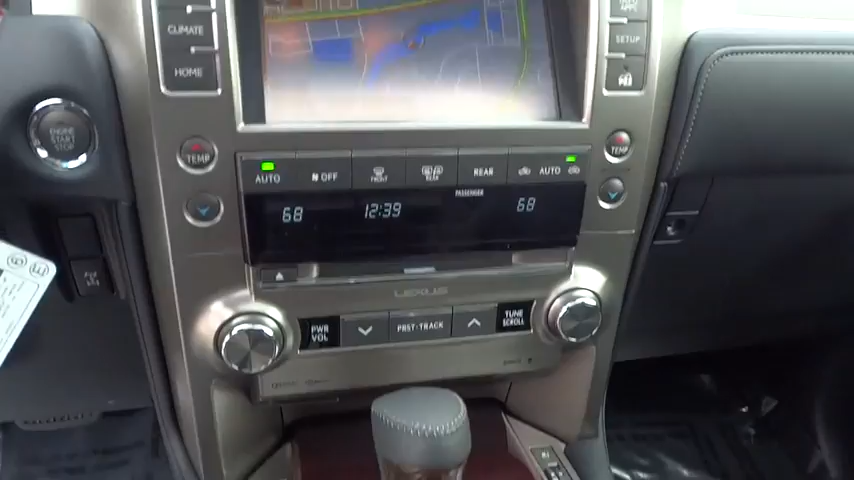 CLIMATE
SETUP
HOME
ENGINE
START
STOP
TEMP
TEMP
AUTO
OFF
FRONT
REAR
REAR
AUTO
PASSENGER
68
12:39
68
LEXUS
PWR
VOL
PRST-TRACK
TUNE
SCROLL